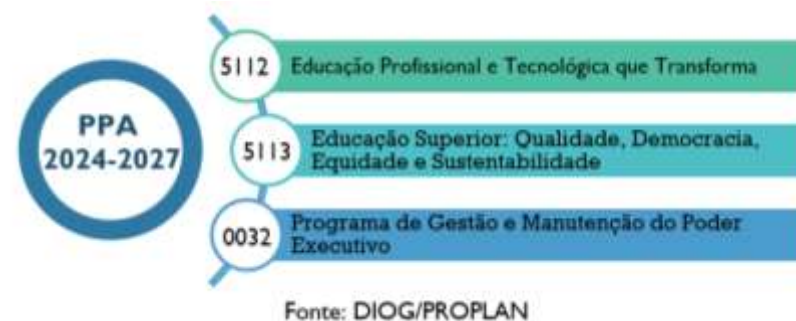 PPA
2024-2027
5112
Educação Profissional e Tecnológica que Transforma
5113
Educação Superior: Qualidade, Democracia,
Equidade e Sustentabilidade
0032
Programa de Gestão e Manutenção do Poder
Executivo
Fonte: DIOG/PROPLAN